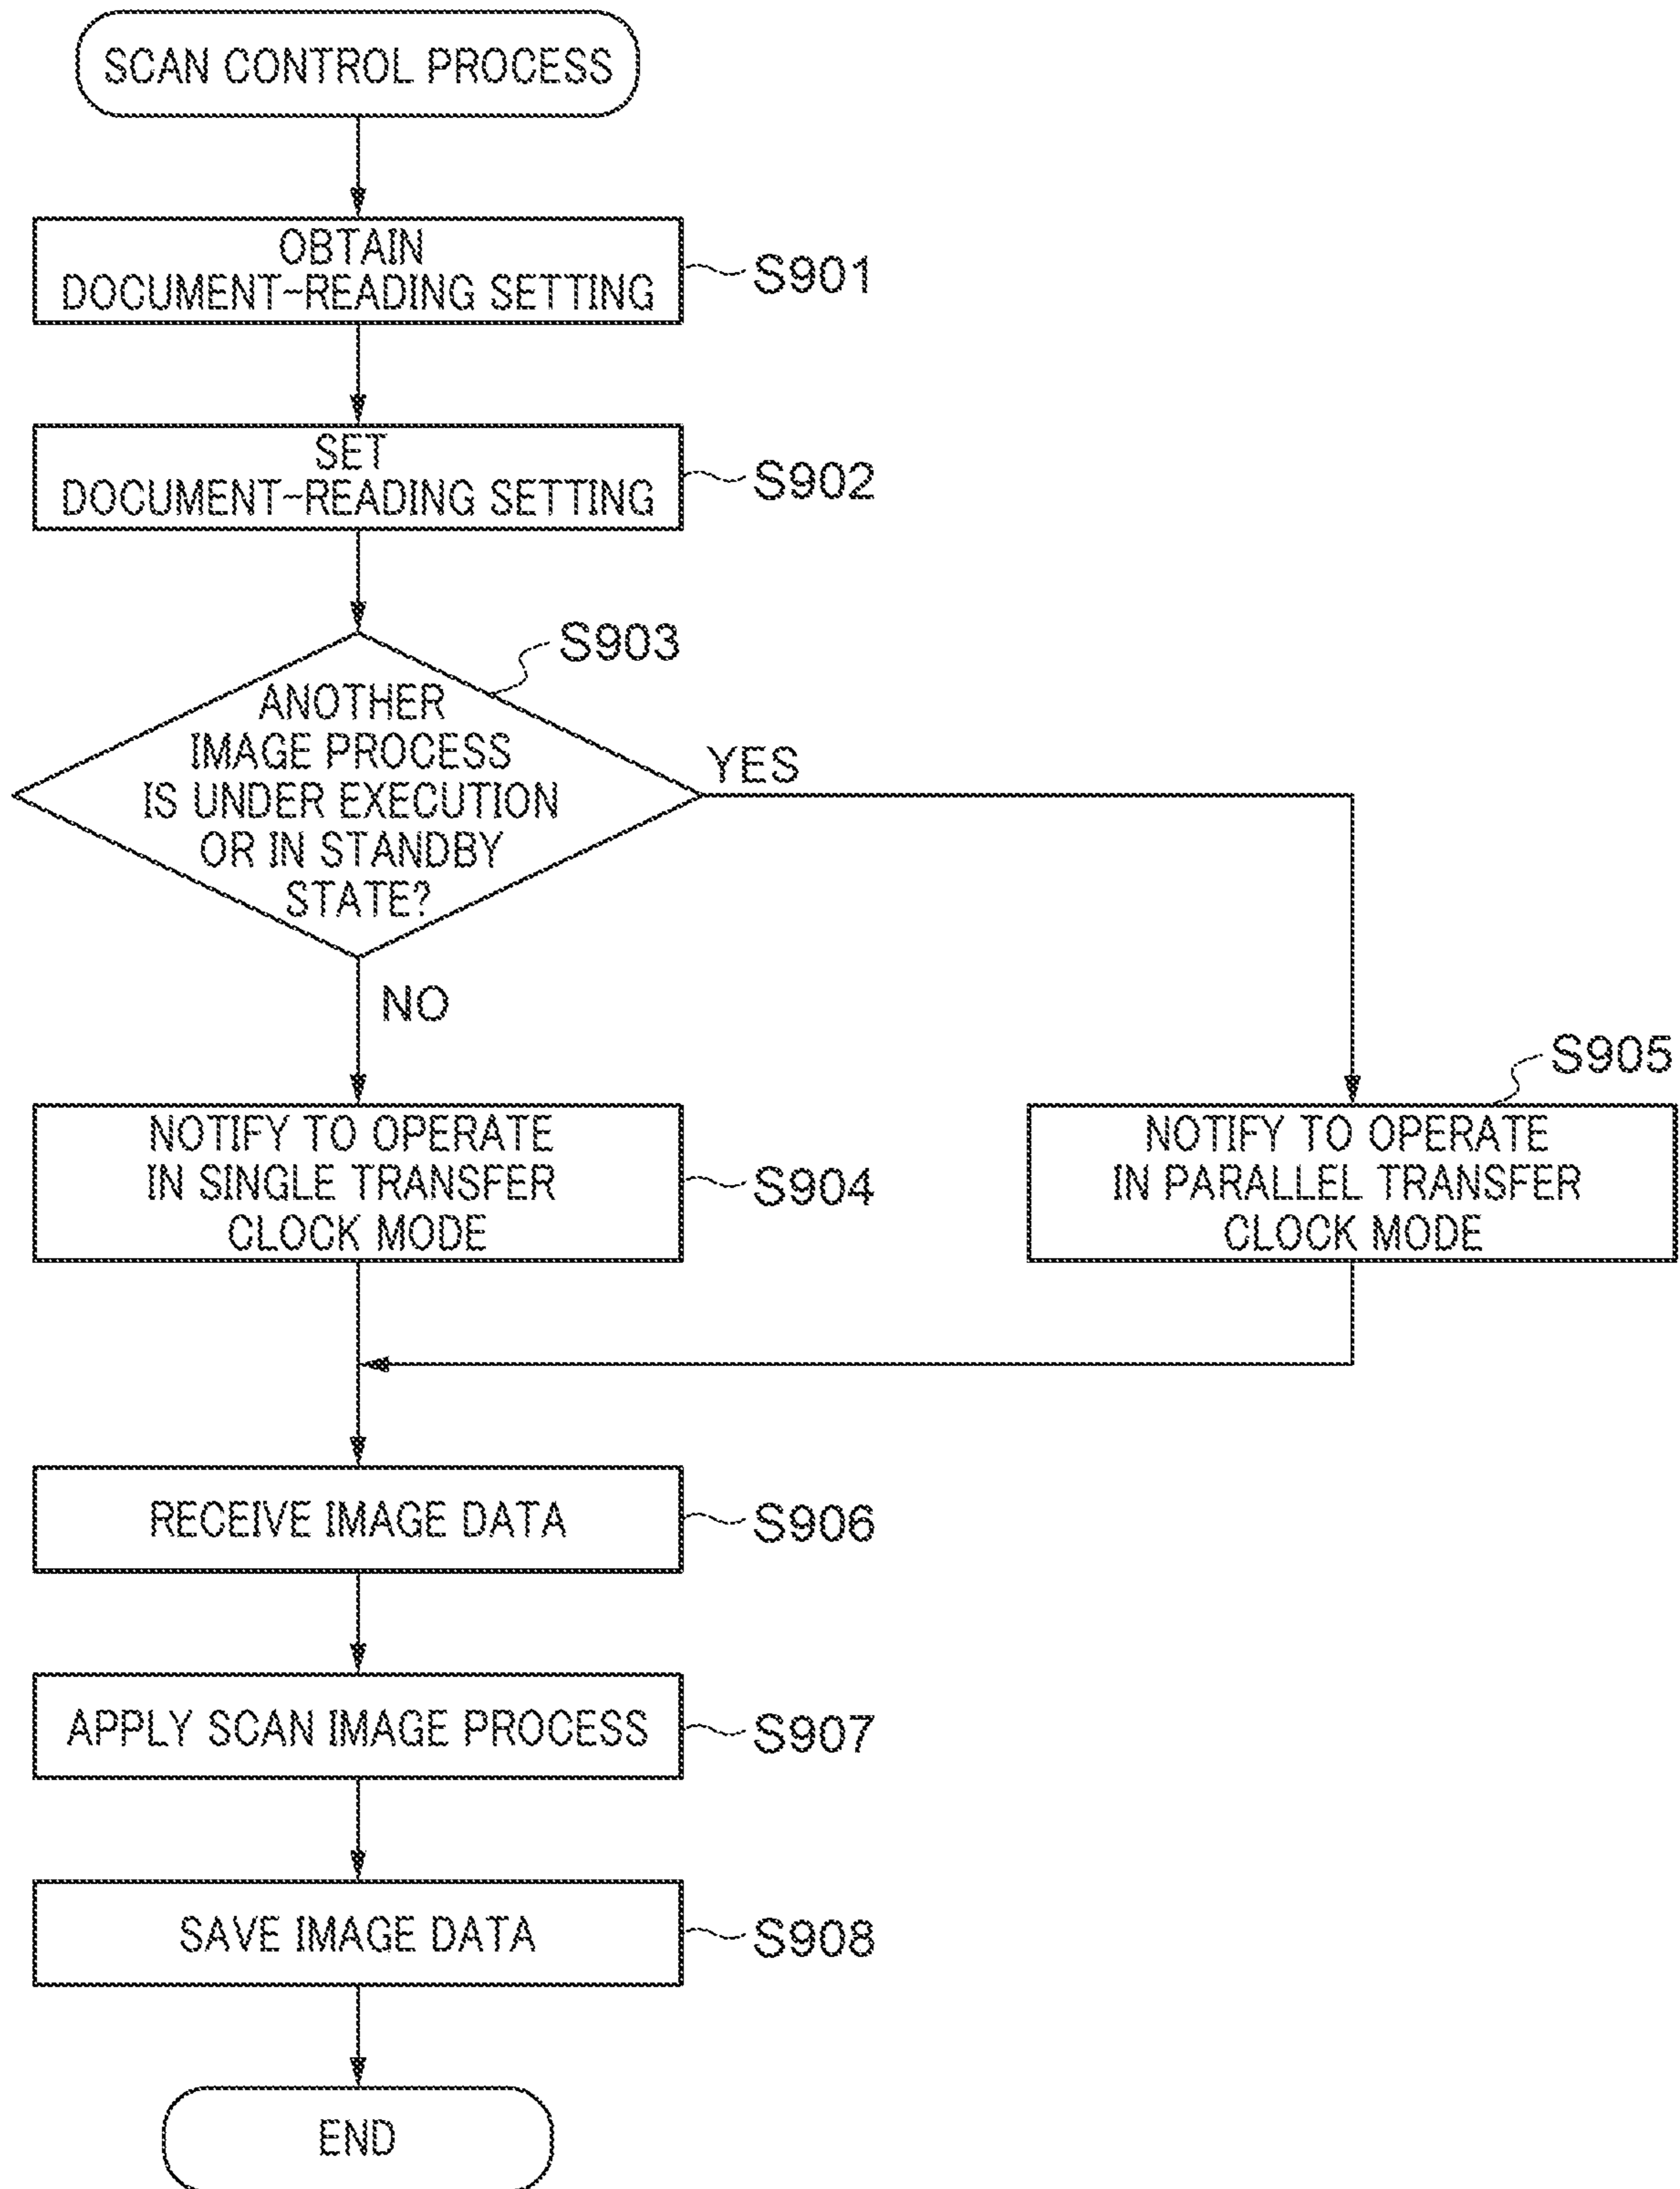 SCAN CONTROL PROCESS
OBTAIN
DOCUMENT-READING SETTING
S901
SET
DOCUMENT-READING SETTING
S902
S903
ANOTHER
IMAGE PROCESS
IS UNDER EXECUTION
OR IN STANDBY
STATE?
YES
NO
NOTIFY TO OPERATE
IN SINGLE TRANSFER
CLOCK MODE
S904
S905
NOTIFY TO OPERATE
IN PARALLEL TRANSFER
CLOCK MODE
RECEIVE IMAGE DATA
S906
APPLY SCAN IMAGE PROCESS
S907
SAVE IMAGE DATA
S908
END